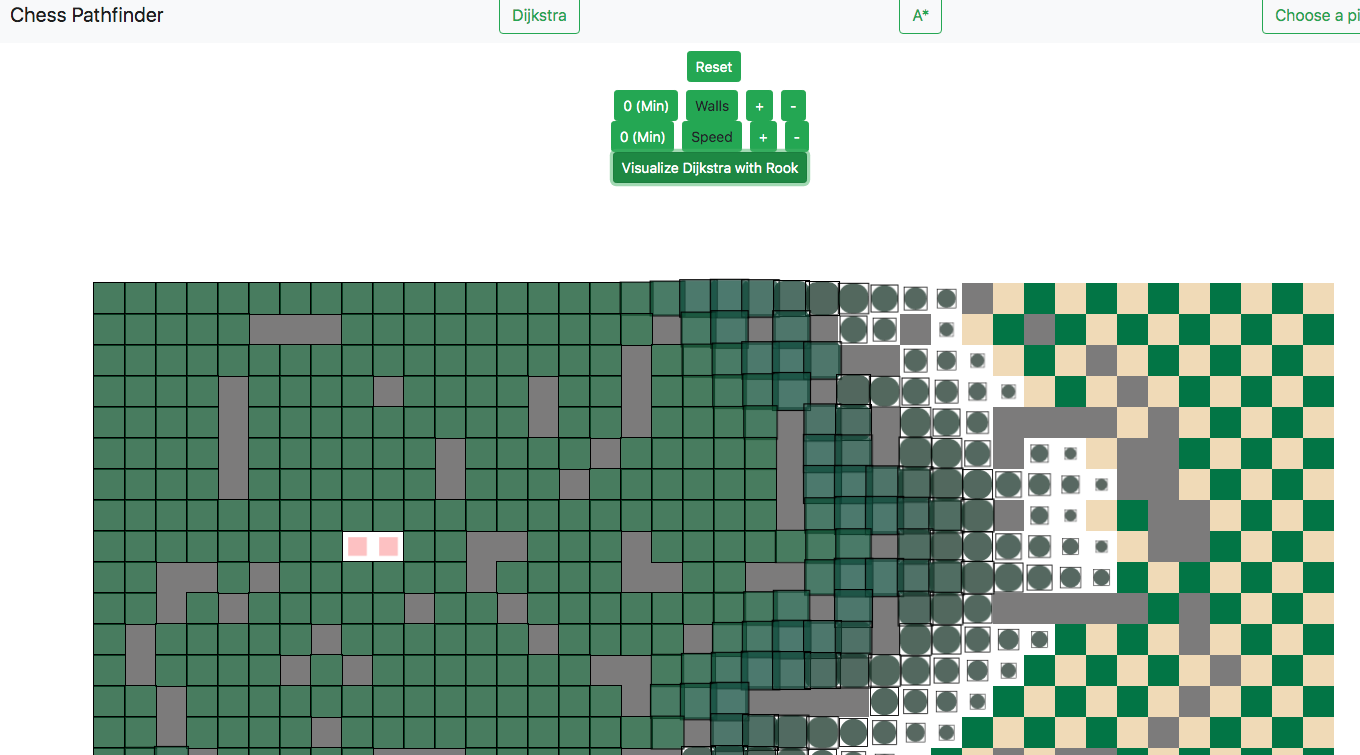 Chess Pathfinder Dijkstra A* Choose a pi
Reset
0 (Min) Walls + -
0 (Min) Speed + -
Visualize Dijkstra with Rook